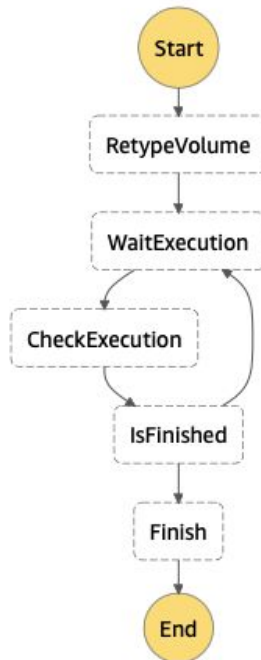 Start
RetypeVolume
WaitExecution
CheckExecution
IsFinished
Finish
End